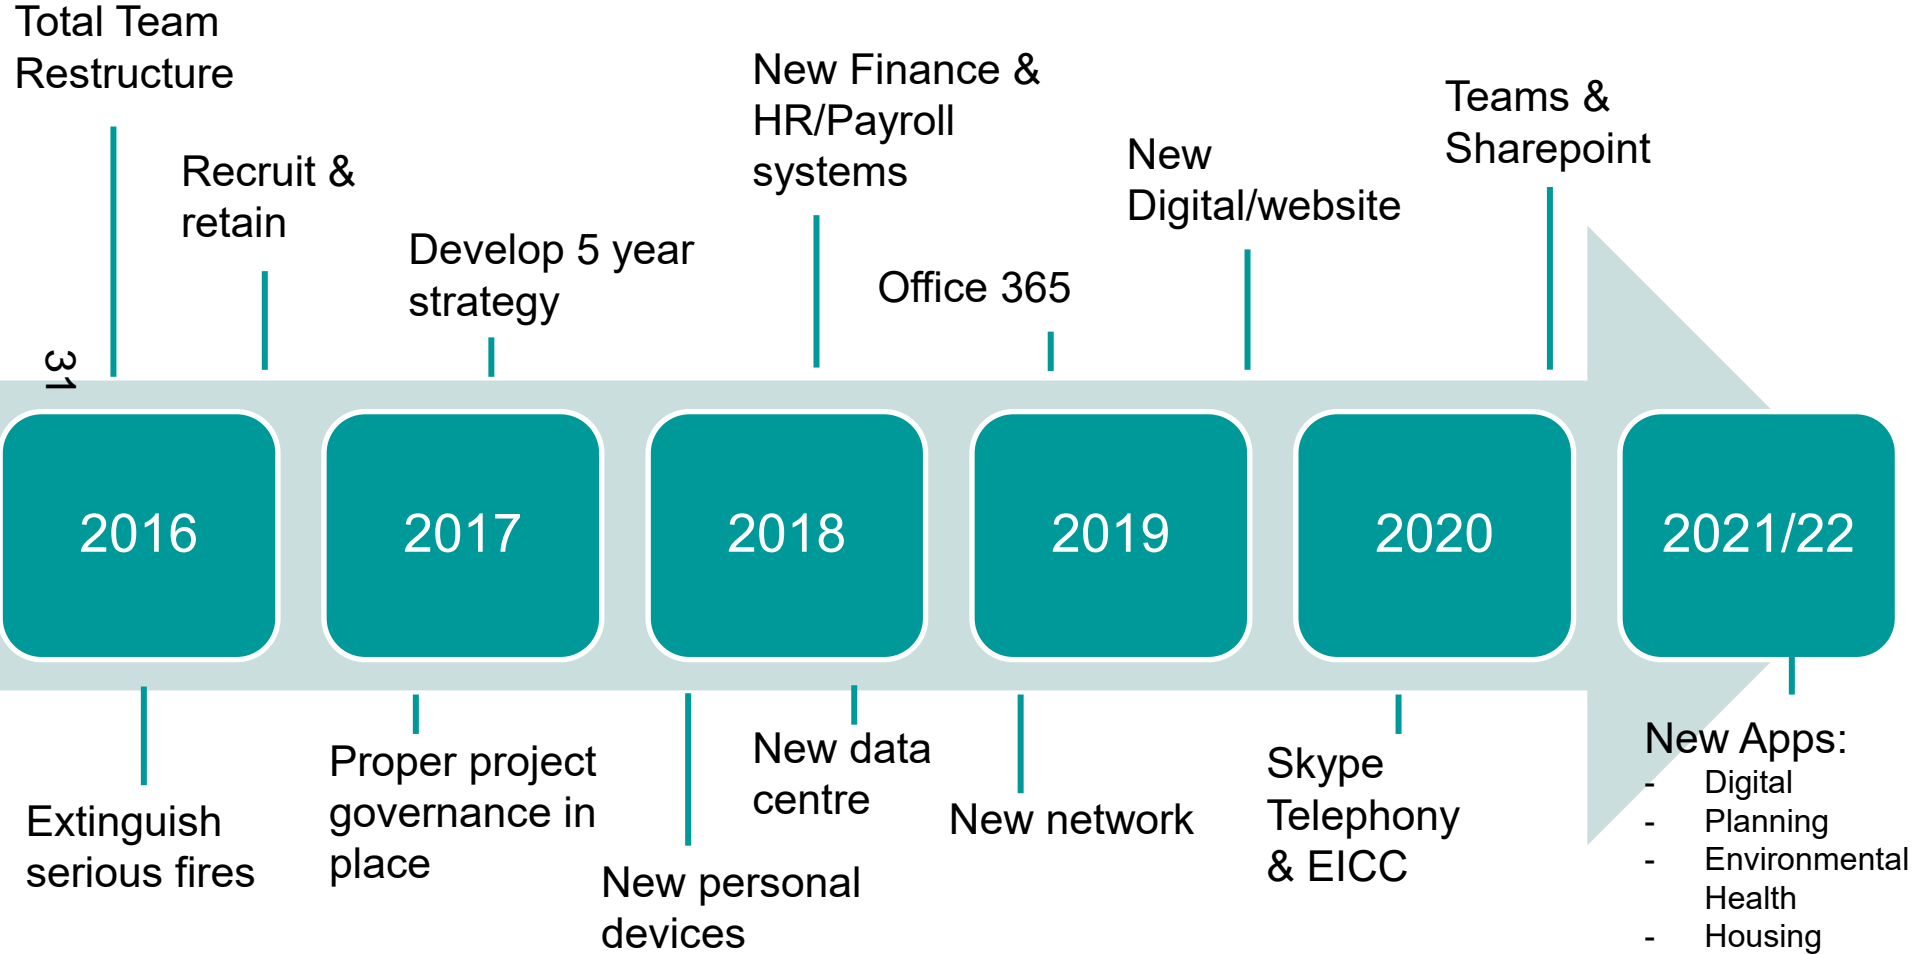 Total Team
Restructure
Recruit &
retain
Develop 5 year
strategy
New Finance &
HR/Payroll
systems
Office 365
New
Digital/website
Teams &
Sharepoint
31
2016
2017
2018
2019
2020
2021/22
Extinguish
serious fires
Proper project
governance in
place
New personal
devices
New data
centre
New network
Skype
Telephony
& EICC
New Apps:
- Digital
- Planning
- Environmental
Health
- Housing